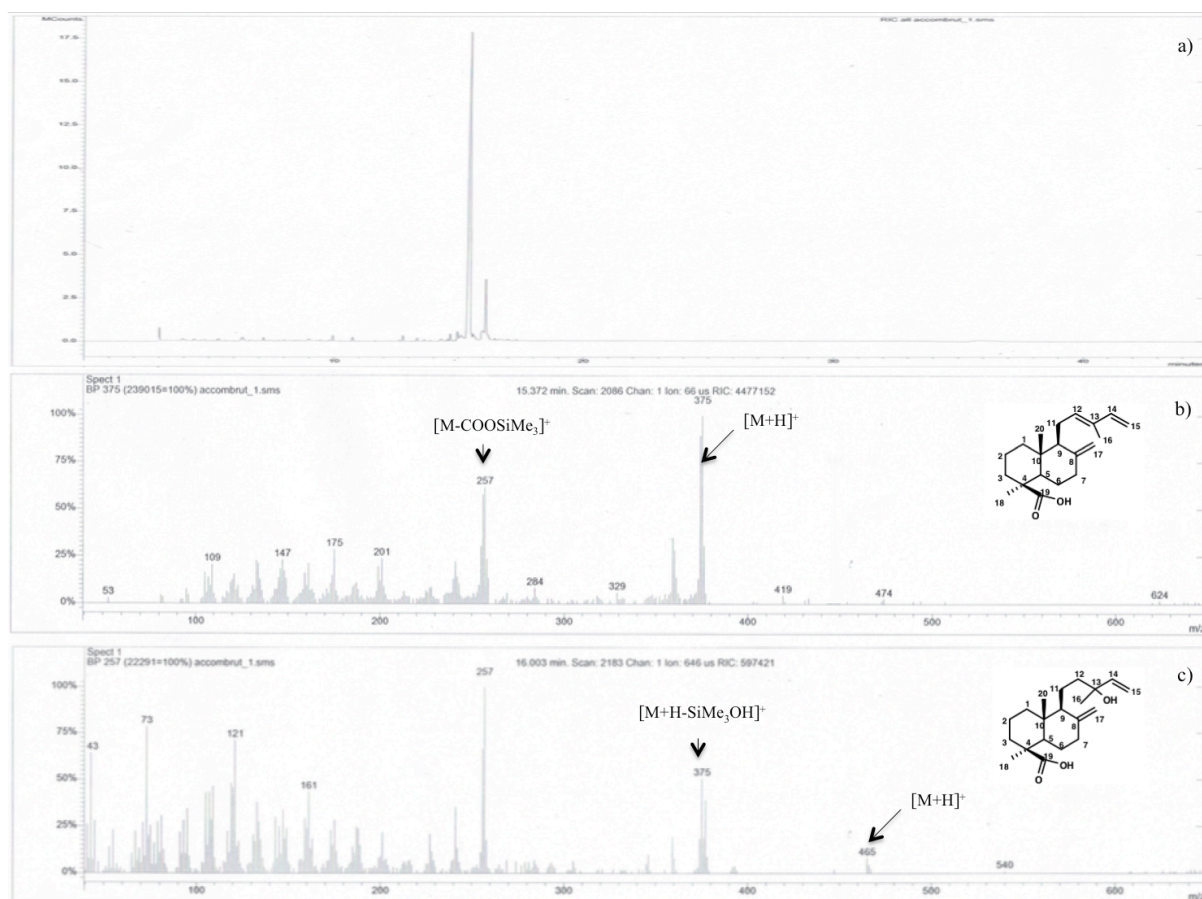 MCounts
RIC all accombrut_1.sms
a)
17.5
15.0
12.5
10.0
7.5
5.0
2.5
0.0
10 20 30 40 minutes
Spect 1
BP 375 (239015=100%) accombrut_1.sms
15.372 min. Scan: 2086 Chan: 1 Ion: 66 us RIC: 4477152
b)
100%
75%
50%
25%
0%
[M-COOSiMe3]+
[M+H]+
375
257
53 109 147 175 201 284 329 419 474 624
100 200 300 400 500 600 m/z
1 2 3 4 5 6 7 8 9 10 11 12 13 14 15 16 17 18 19 20
O OH
Spect 1
BP 257 (22291=100%) accombrut_1.sms
16.003 min. Scan: 2183 Chan: 1 Ion: 646 us RIC: 597421
c)
100%
75%
50%
25%
0%
[M+H-SiMe3OH]+
[M+H]+
257
43 73 121 161 375 465 540
100 200 300 400 500 600 m/z
1 2 3 4 5 6 7 8 9 10 11 12 13 14 15 16 17 18 19 20
OH
O OH